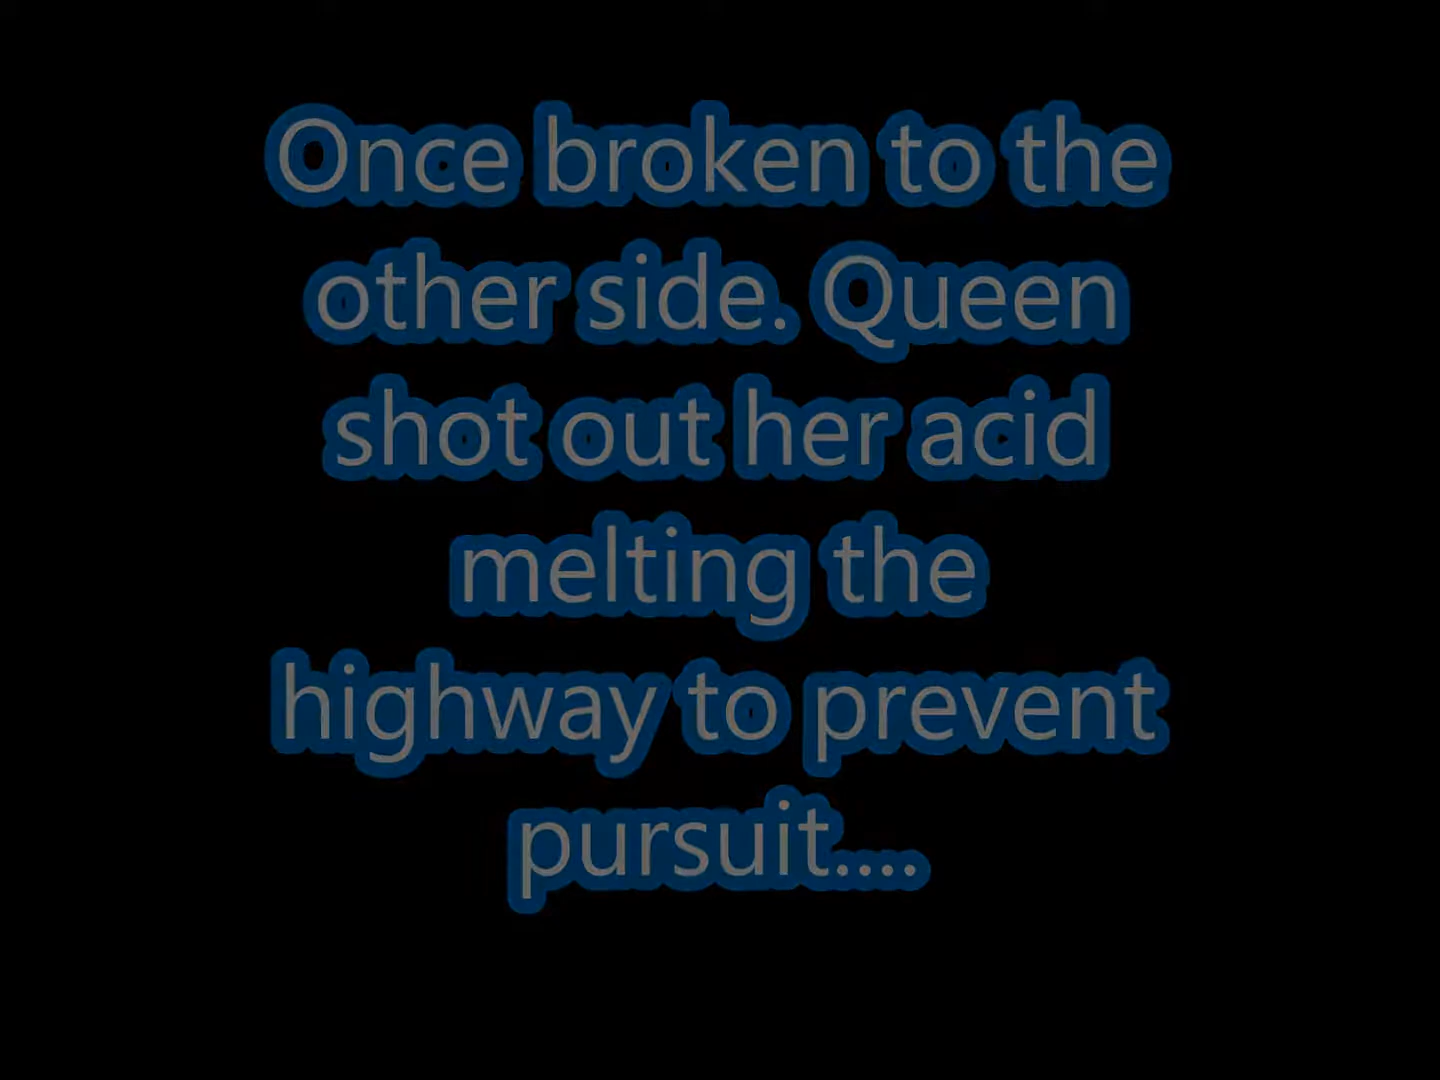 Once broken to the
other side. Queen
shot out her acid
melting the
highway to prevent
pursuit....